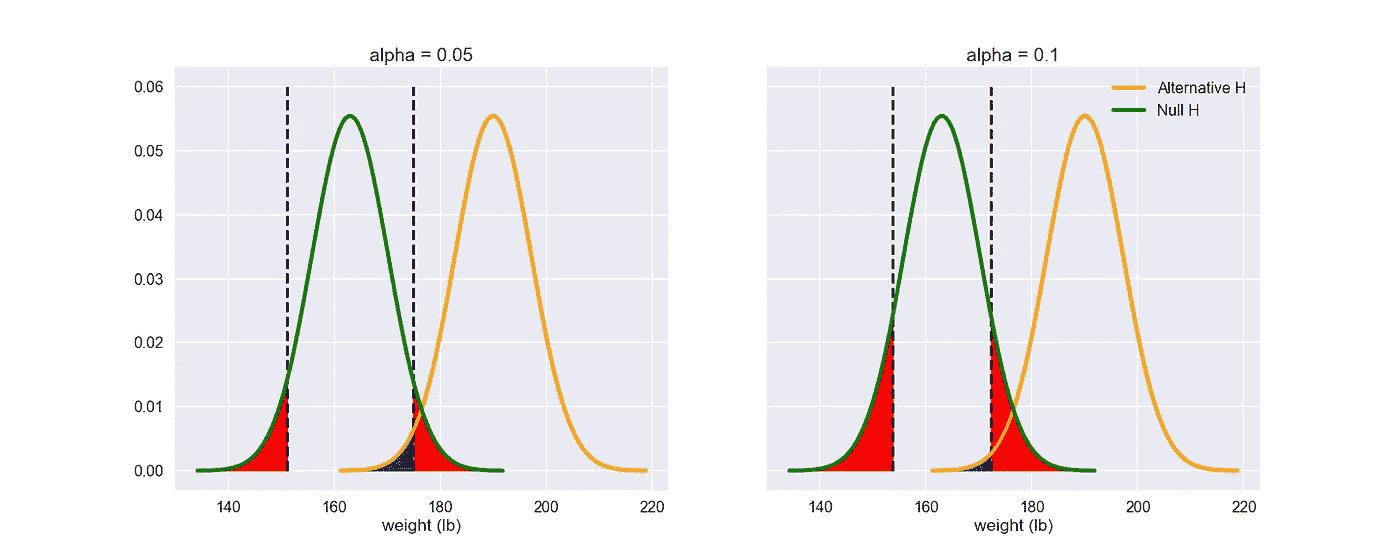 alpha = 0.05
0.06
0.05
0.04
0.03
0.02
0.01
0.00
140 160 180 200 220
weight (lb)
alpha = 0.1
Alternative H
Null H
140 160 180 200 220
weight (lb)